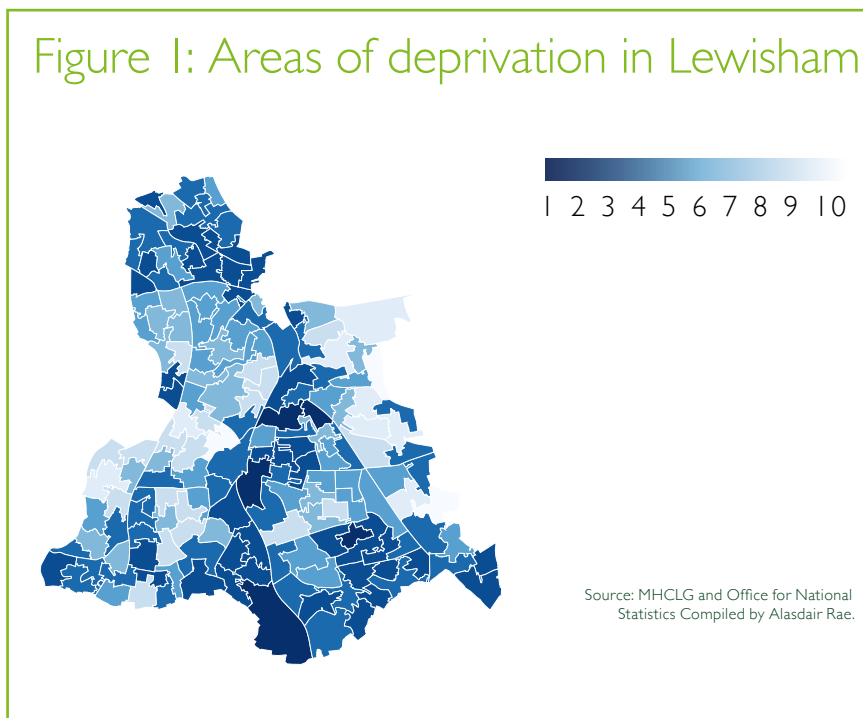 Figure 1: Areas of deprivation in Lewisham
1 2 3 4 5 6 7 8 9 10
Source: MHCLG and Office for National
Statistics Compiled by Alasdair Rae.